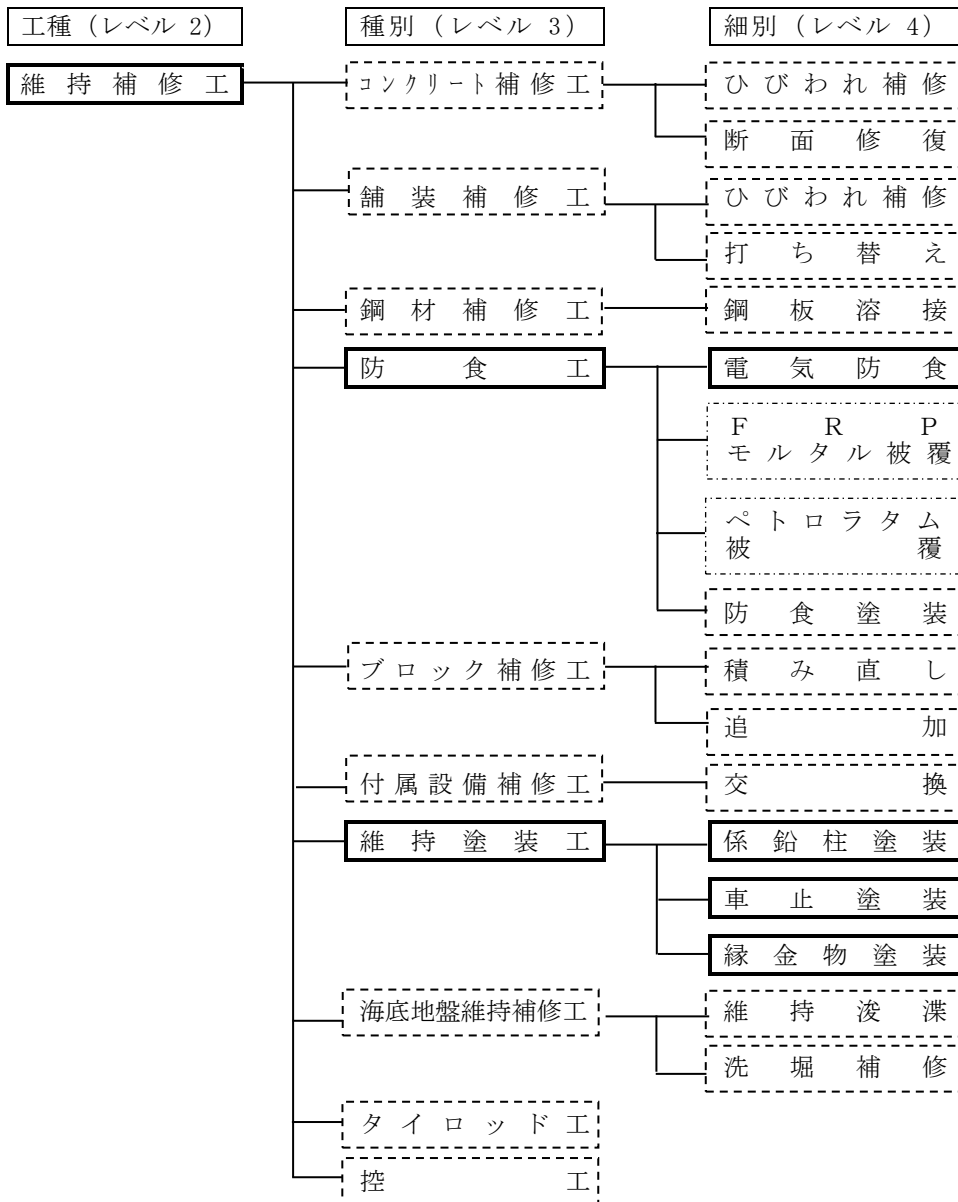 工種（レベル 2） 種別（レベル 3） 細別（レベル 4）
維持補修工 コンクリート補修工 ひびわれ補修
断面修復
舗装補修工 ひびわれ補修
打ち替え
鋼材補修工 鋼板溶接
防食工 電気防食
FRP
モルタル被覆
ペトロラタム
被覆
防食塗装
ブロック補修工 積み直し
追加
付属設備補修工 交換
維持塗装工 係鉛柱塗装
車止塗装
縁金物塗装
海底地盤維持補修工 維持浚渫
洗堀補修
タイロッド工
控工